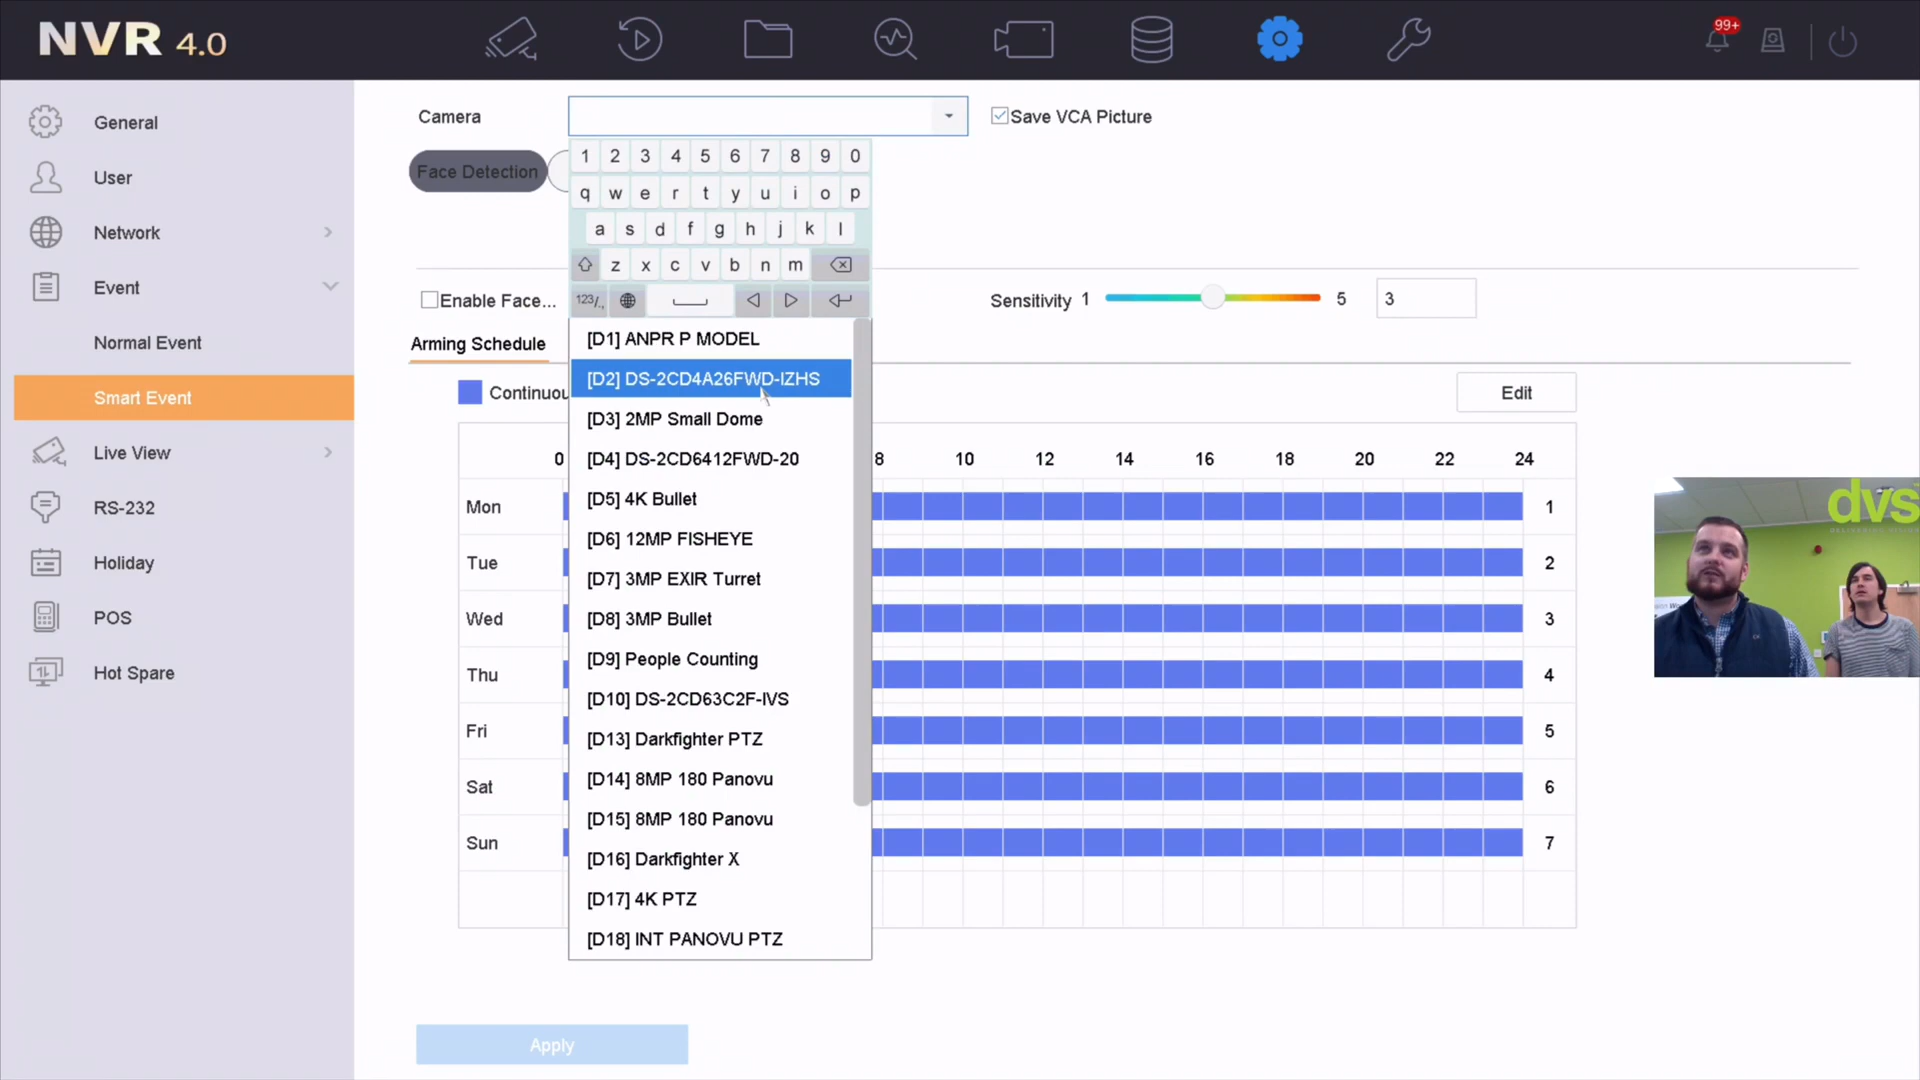 NVR 4.0
99+
General
User
Network
Event
Normal Event
Smart Event
Live View
RS-232
Holiday
POS
Hot Spare
Camera
Save VCA Picture
Face Detection
1 2 3 4 5 6 7 8 9 0
q w e r t y u i o p
a s d f g h j k l
z x c v b n m
123/.,
Enable Face...
Sensitivity 1 5 3
Arming Schedule
[D1] ANPR P MODEL
[D2] DS-2CD4A26FWD-IZHS
[D3] 2MP Small Dome
[D4] DS-2CD6412FWD-20
[D5] 4K Bullet
[D6] 12MP FISHEYE
[D7] 3MP EXIR Turret
[D8] 3MP Bullet
[D9] People Counting
[D10] DS-2CD63C2F-IVS
[D13] Darkfighter PTZ
[D14] 8MP 180 Panovu
[D15] 8MP 180 Panovu
[D16] Darkfighter X
[D17] 4K PTZ
[D18] INT PANOVU PTZ
Continuou
Edit
0 8 10 12 14 16 18 20 22 24
Mon 1
Tue 2
Wed 3
Thu 4
Fri 5
Sat 6
Sun 7
Apply
dvs